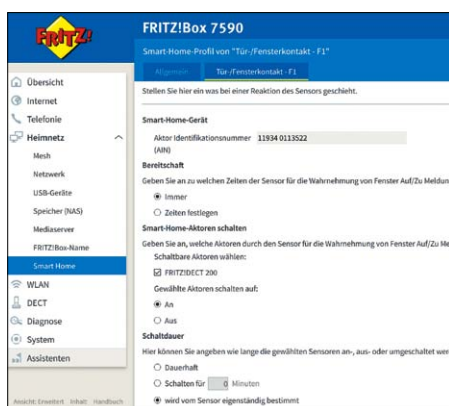 FRITZ!
FRITZ!Box 7590
Smart-Home-Profil von "Tür-/Fensterkontakt - F1"
Allgemein
Tür-/Fensterkontakt - F1
Übersicht
Internet
Telefonie
Heimnetz
Mesh
Netzwerk
USB-Geräte
Speicher (NAS)
Mediaserver
FRITZ!Box-Name
Smart Home
WLAN
DECT
Diagnose
System
Assistenten
Ansicht: Erweitert Inhalt Handbuch
Stellen Sie hier ein was bei einer Reaktion des Sensors geschieht.
Smart-Home-Gerät
Aktor Identifikationsnummer 11934 0113522
(AIN)
Bereitschaft
Geben Sie an zu welchen Zeiten der Sensor für die Wahrnehmung von Fenster Auf/Zu Meldun
Immer
Zeiten festlegen
Smart-Home-Aktoren schalten
Geben Sie an, welche Aktoren durch den Sensor für die Wahrnehmung von Fenster Auf/Zu Me
Schaltbare Aktoren wählen:
FRITZ!DECT 200
Gewählte Aktoren schalten auf:
An
Aus
Schaltdauer
Hier können Sie angeben wie lange die gewählten Sensoren an-, aus- oder umgeschaltet wer
Dauerhaft
Schalten für 0 Minuten
wird vom Sensor eigenständig bestimmt